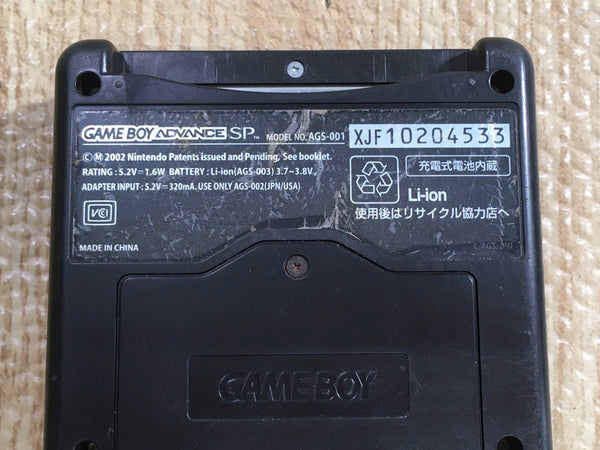 GAME BOY ADVANCE SP™ MODEL NO. AGS-001 XJF10204533
©Ⓜ 2002 Nintendo Patents issued and Pending, See booklet.
RATING : 5.2V⎓1.6W BATTERY : Li-ion(AGS-003) 3.7~3.8V,
ADAPTER INPUT : 5.2V⎓320mA. USE ONLY AGS-002(JPN/USA)
充電式電池内蔵
Li-ion
使用後はリサイクル協力店へ
VCI
MADE IN CHINA
GAME BOY